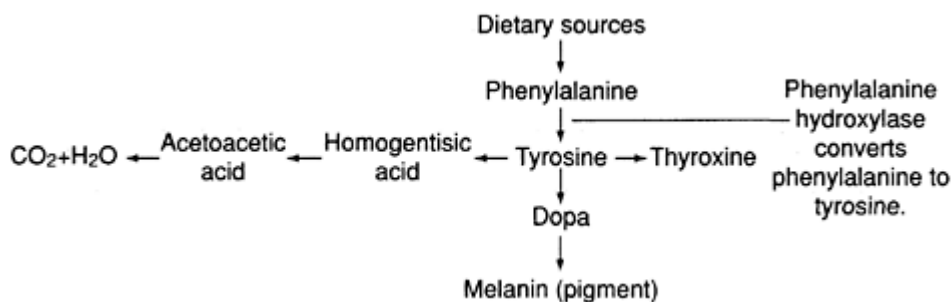 Dietary sources
Phenylalanine
Phenylalanine
hydroxylase
converts
phenylalanine to
tyrosine.
CO2+H2O
Acetoacetic
acid
Homogentisic
acid
Tyrosine
Thyroxine
Dopa
Melanin (pigment)